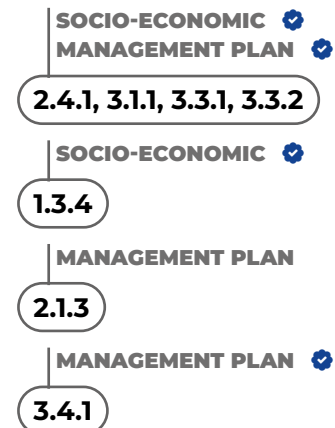 SOCIO-ECONOMIC
MANAGEMENT PLAN
2.4.1, 3.1.1, 3.3.1, 3.3.2
SOCIO-ECONOMIC
1.3.4
MANAGEMENT PLAN
2.1.3
MANAGEMENT PLAN
3.4.1